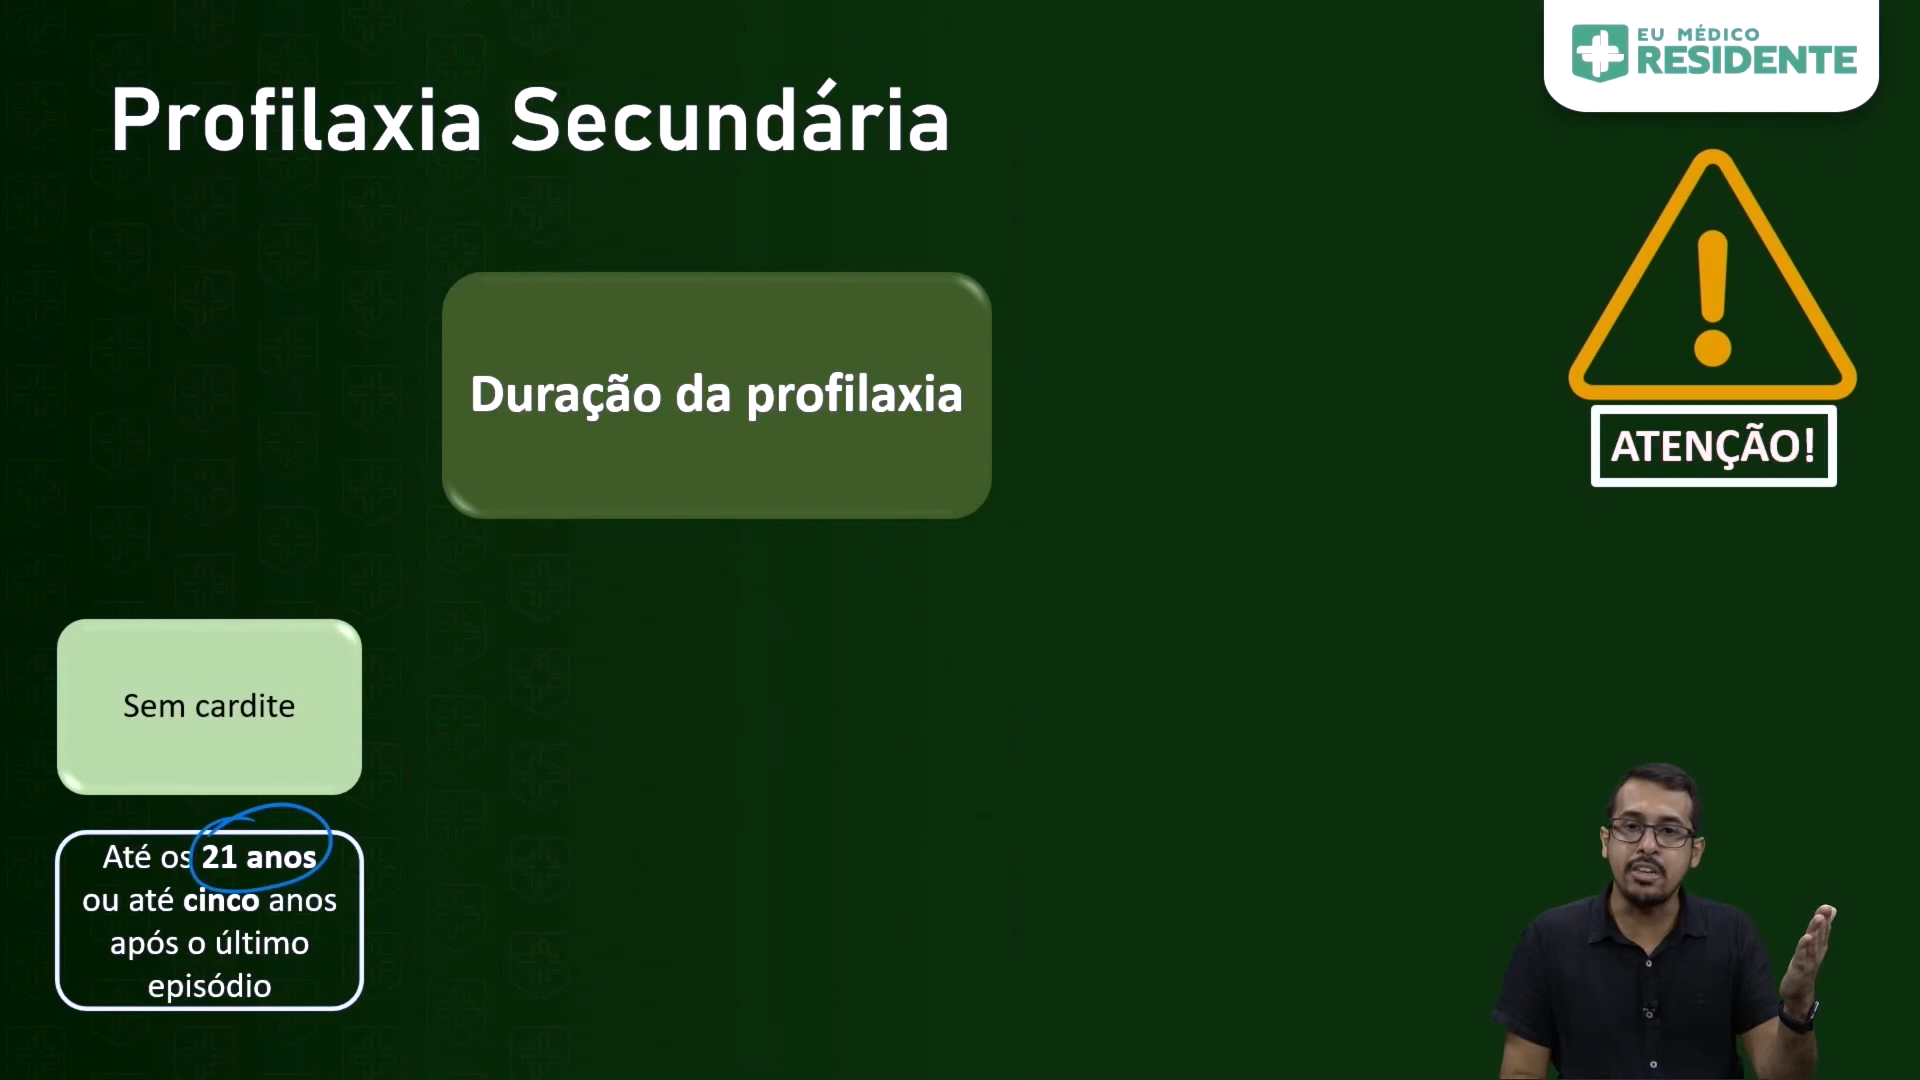 EU MÉDICO
RESIDENTE
Profilaxia Secundária
Duração da profilaxia
ATENÇÃO!
Sem cardite
Até os 21 anos
ou até cinco anos
após o último
episódio